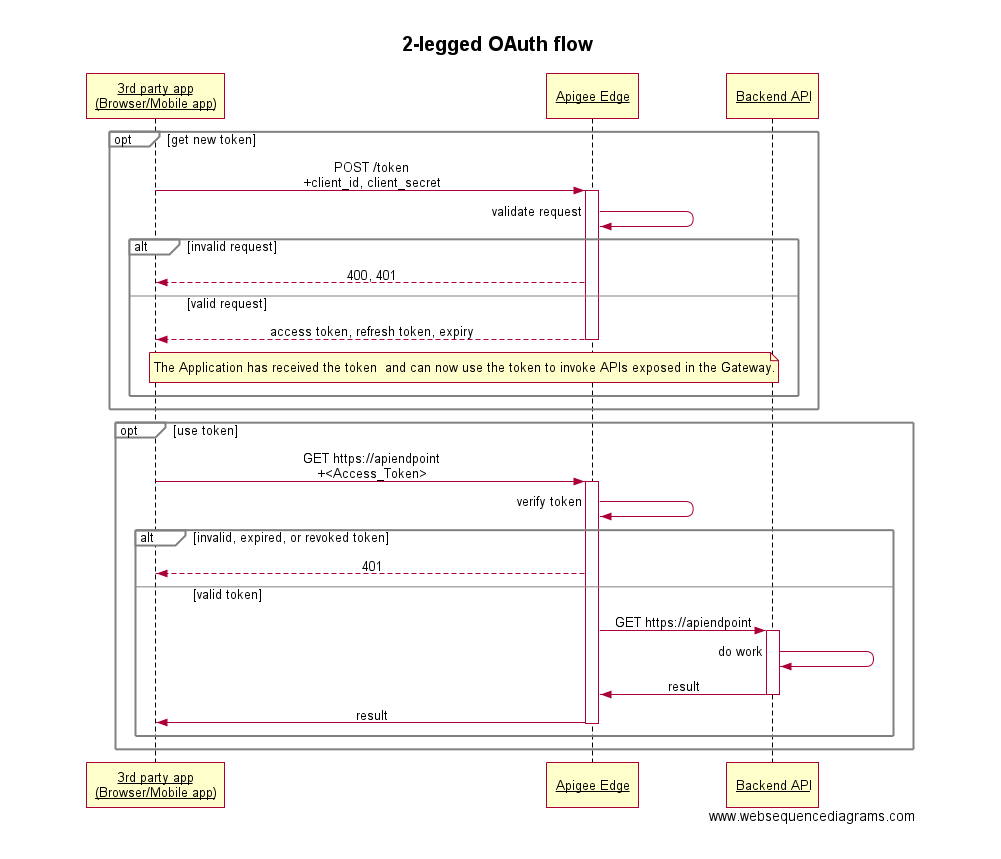 2-legged OAuth flow
3rd party app
(Browser/Mobile app)
Apigee Edge
Backend API
opt
[get new token]
POST /token
+client_id, client_secret
validate request
alt
[invalid request]
400, 401
[valid request]
access token, refresh token, expiry
The Application has received the token  and can now use the token to invoke APIs exposed in the Gateway.
opt
[use token]
GET https://apiendpoint
+<Access_Token>
verify token
alt
[invalid, expired, or revoked token]
401
[valid token]
GET https://apiendpoint
do work
result
result
3rd party app
(Browser/Mobile app)
Apigee Edge
Backend API
www.websequencediagrams.com